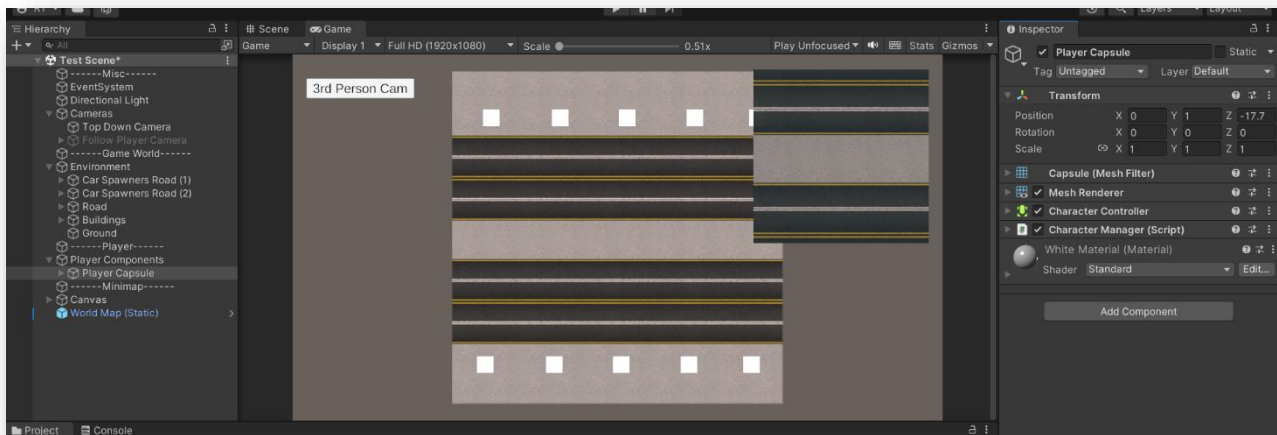 Layers
Layout
Hierarchy
All
Test Scene*
------Misc------
EventSystem
Directional Light
Cameras
Top Down Camera
Follow Player Camera
------Game World------
Environment
Car Spawners Road (1)
Car Spawners Road (2)
Road
Buildings
Ground
------Player------
Player Components
Player Capsule
------Minimap------
Canvas
World Map (Static)
Scene Game
Game Display 1 Full HD (1920x1080) Scale 0.51x Play Unfocused Stats Gizmos
3rd Person Cam
Inspector
Player Capsule Static
Tag Untagged Layer Default
Transform
Position X 0 Y 1 Z -17.7
Rotation X 0 Y 0 Z 0
Scale X 1 Y 1 Z 1
Capsule (Mesh Filter)
Mesh Renderer
Character Controller
# Character Manager (Script)
White Material (Material)
Shader Standard Edit...
Add Component
Project Console